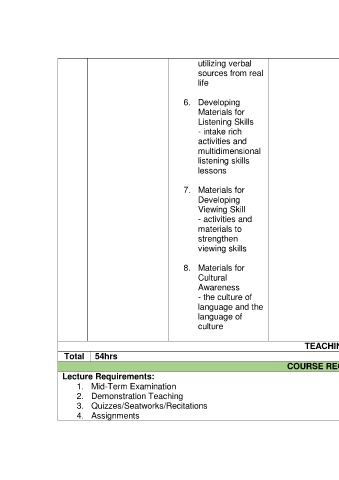 utilizing verbal
sources from real
life
6. Developing
Materials for
Listening Skills
- intake rich
activities and
multidimensional
listening skills
lessons
7. Materials for
Developing
Viewing Skill
- activities and
materials to
strengthen
viewing skills
8. Materials for
Cultural
Awareness
- the culture of
language and the
language of
culture
TEACHIN
Total 54hrs
COURSE REQ
Lecture Requirements:
1. Mid-Term Examination
2. Demonstration Teaching
3. Quizzes/Seatworks/Recitations
4. Assignments